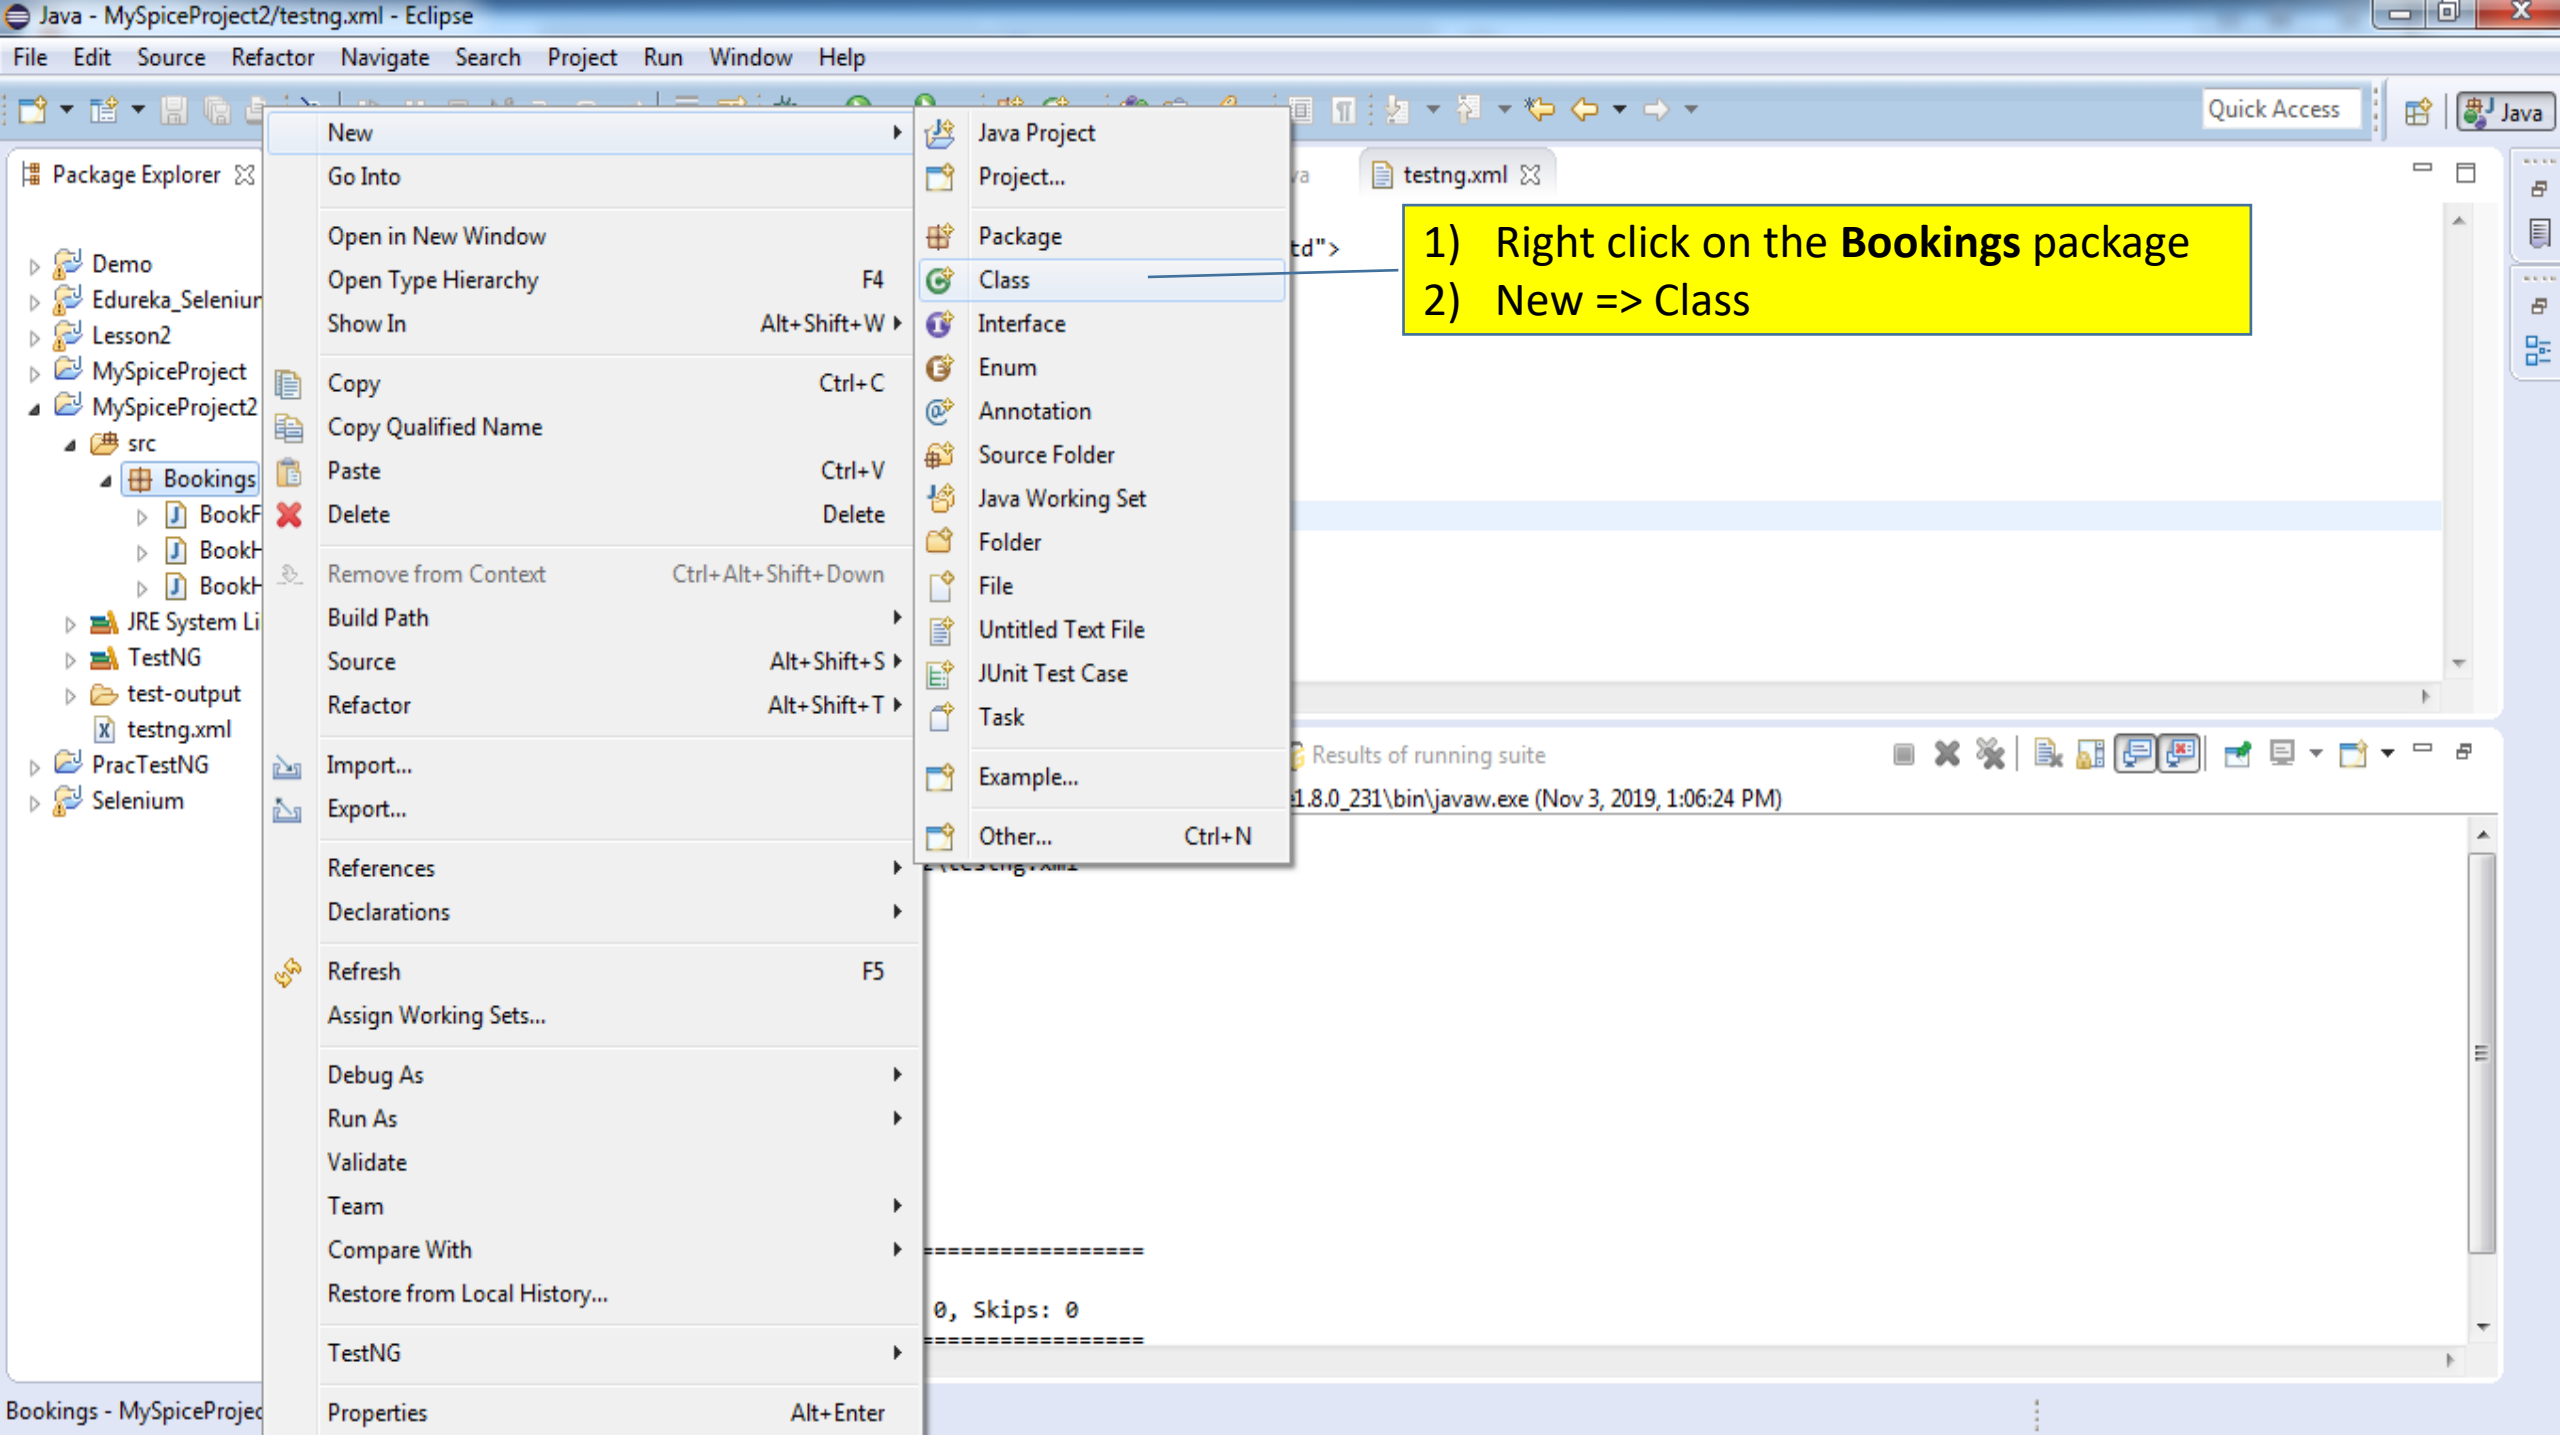 Java - MySpiceProject2/testng.xml - Eclipse
File Edit Source Refactor Navigate Search Project Run Window Help
Quick Access
Java
Package Explorer
Demo
Edureka_Seleniu
Lesson2
MySpiceProject
MySpiceProject2
src
Bookings
BookF
BookH
BookH
JRE System Li
TestNG
test-output
testng.xml
PracTestNG
Selenium
New
Go Into
Open in New Window
Open Type Hierarchy F4
Show In Alt+Shift+W
Copy Ctrl+C
Copy Qualified Name
Paste Ctrl+V
Delete Delete
Remove from Context Ctrl+Alt+Shift+Down
Build Path
Source Alt+Shift+S
Refactor Alt+Shift+T
Import...
Export...
References
Declarations
Refresh F5
Assign Working Sets...
Debug As
Run As
Validate
Team
Compare With
Restore from Local History...
TestNG
Properties Alt+Enter
Java Project
Project...
Package
Class
Interface
Enum
Annotation
Source Folder
Java Working Set
Folder
File
Untitled Text File
JUnit Test Case
Task
Example...
Other... Ctrl+N
va
testng.xml
td">
1) Right click on the Bookings package
2) New => Class
Results of running suite
1.8.0_231\bin\javaw.exe (Nov 3, 2019, 1:06:24 PM)
\testng.xml
=================
0, Skips: 0
=================
Bookings - MySpiceProjec